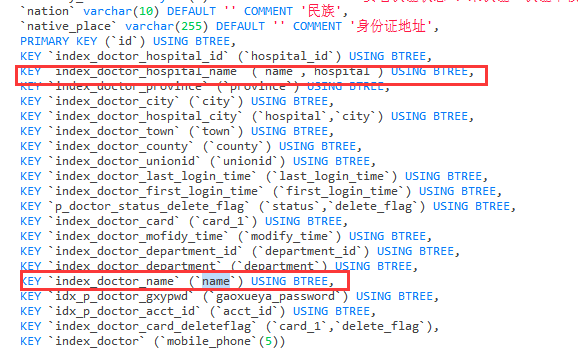 `nation` varchar(10) DEFAULT '' COMMENT '民族',
`native_place` varchar(255) DEFAULT '' COMMENT '身份证地址',
PRIMARY KEY (`id`) USING BTREE,
KEY `index_doctor_hospital_id` (`hospital_id`) USING BTREE,
KEY `index_doctor_hospital_name` (`name`,`hospital`) USING BTREE,
KEY `index_doctor_province` (`province`) USING BTREE,
KEY `index_doctor_city` (`city`) USING BTREE,
KEY `index_doctor_hospital_city` (`hospital`,`city`) USING BTREE,
KEY `index_doctor_town` (`town`) USING BTREE,
KEY `index_doctor_county` (`county`) USING BTREE,
KEY `index_doctor_unionid` (`unionid`) USING BTREE,
KEY `index_doctor_last_login_time` (`last_login_time`) USING BTREE,
KEY `index_doctor_first_login_time` (`first_login_time`) USING BTREE,
KEY `p_doctor_status_delete_flag` (`status`,`delete_flag`) USING BTREE,
KEY `index_doctor_card` (`card_1`) USING BTREE,
KEY `index_doctor_mofidy_time` (`modify_time`) USING BTREE,
KEY `index_doctor_department_id` (`department_id`) USING BTREE,
KEY `index_doctor_department` (`department`) USING BTREE,
KEY `index_doctor_name` (`name`) USING BTREE,
KEY `idx_p_doctor_gxypwd` (`gaoxueya_password`) USING BTREE,
KEY `idx_p_doctor_acct_id` (`acct_id`) USING BTREE,
KEY `index_doctor_card_deleteflag` (`card_1`,`delete_flag`),
KEY `index_doctor` (`mobile_phone`(5))